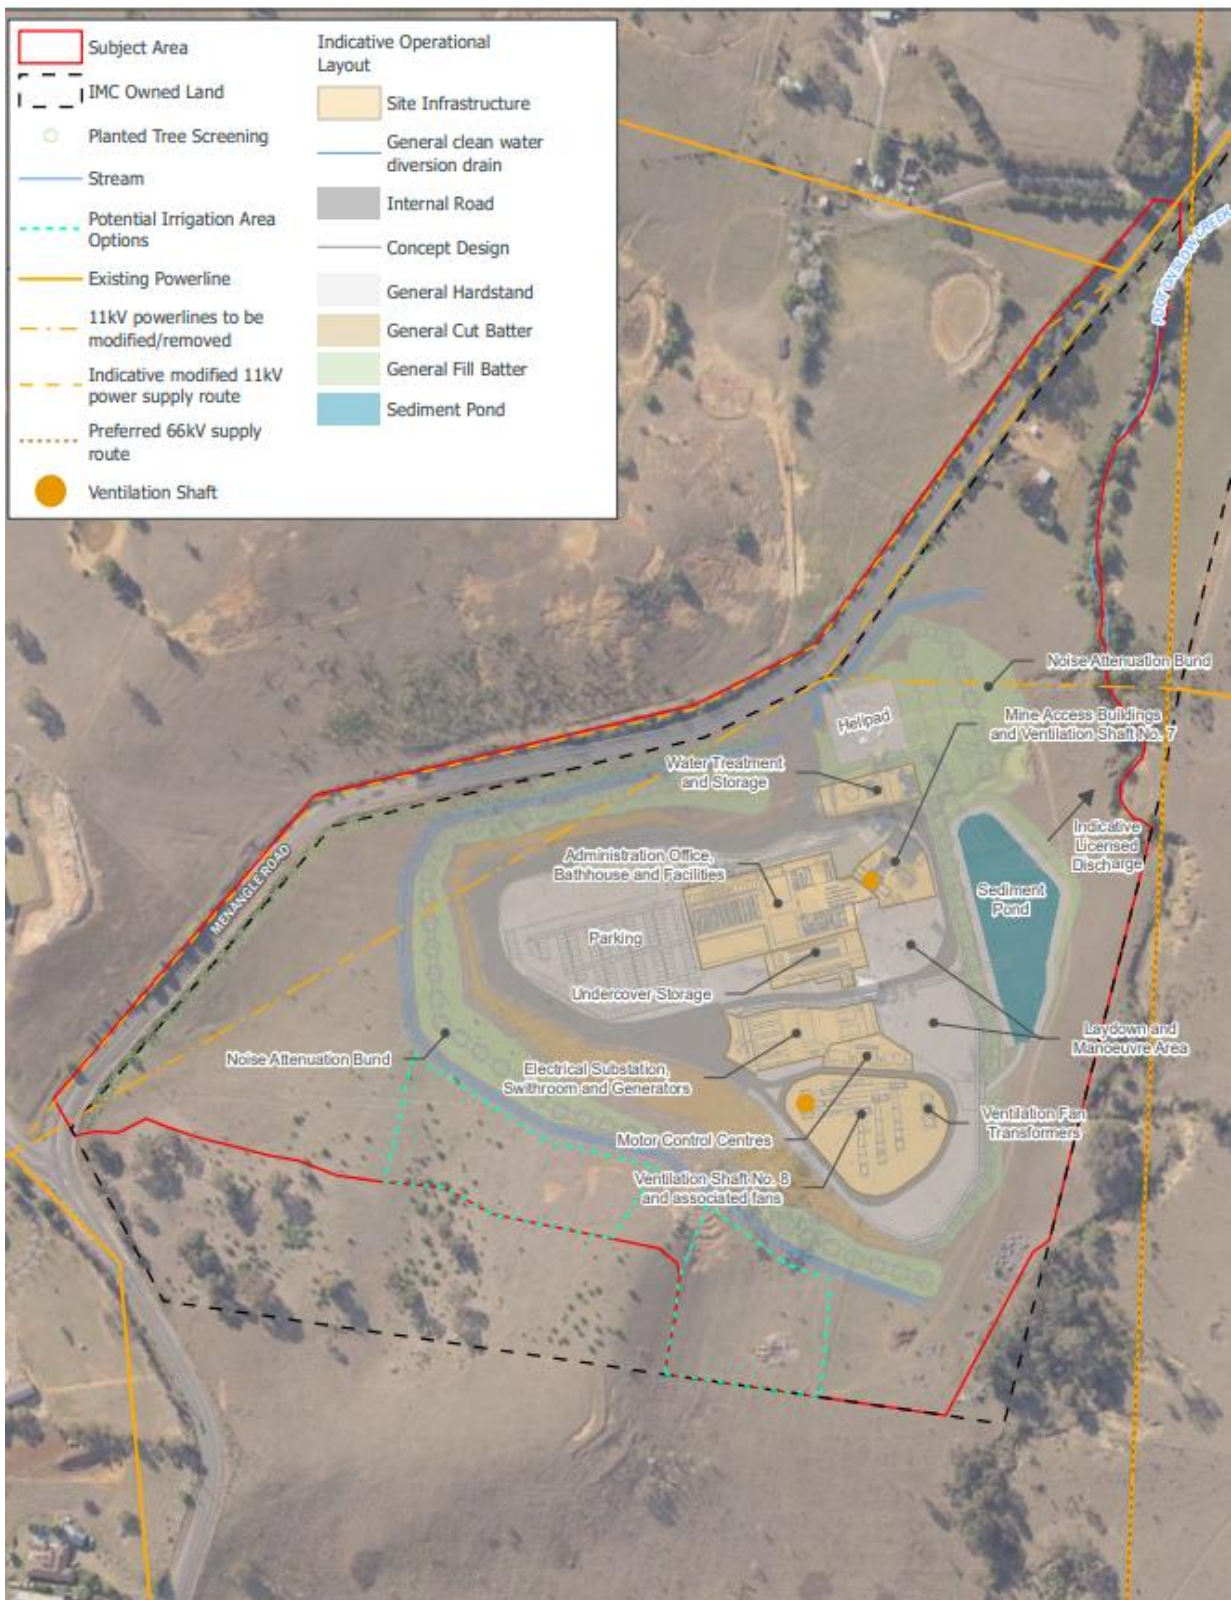 Subject Area
IMC Owned Land
Planted Tree Screening
Stream
Potential Irrigation Area
Options
Existing Powerline
11kV powerlines to be
modified/removed
Indicative modified 11kV
power supply route
Preferred 66kV supply
route
Ventilation Shaft
Indicative Operational
Layout
Site Infrastructure
General clean water
diversion drain
Internal Road
Concept Design
General Hardstand
General Cut Batter
General Fill Batter
Sediment Pond
FOOT ONSLOW CREEK
Noise Attenuation Bund
Helipad
Mine Access Buildings
and Ventilation Shaft No. 7
Water Treatment
and Storage
Indicative
Licensed
Discharge
MENANGLE ROAD
Administration Office,
Bathhouse and Facilities
Sediment
Pond
Parking
Undercover Storage
Laydown and
Manoeuvre Area
Noise Attenuation Bund
Electrical Substation,
Swithroom and Generators
Ventilation Fan
Transformers
Motor Control Centres
Ventilation Shaft No. 8
and associated fans